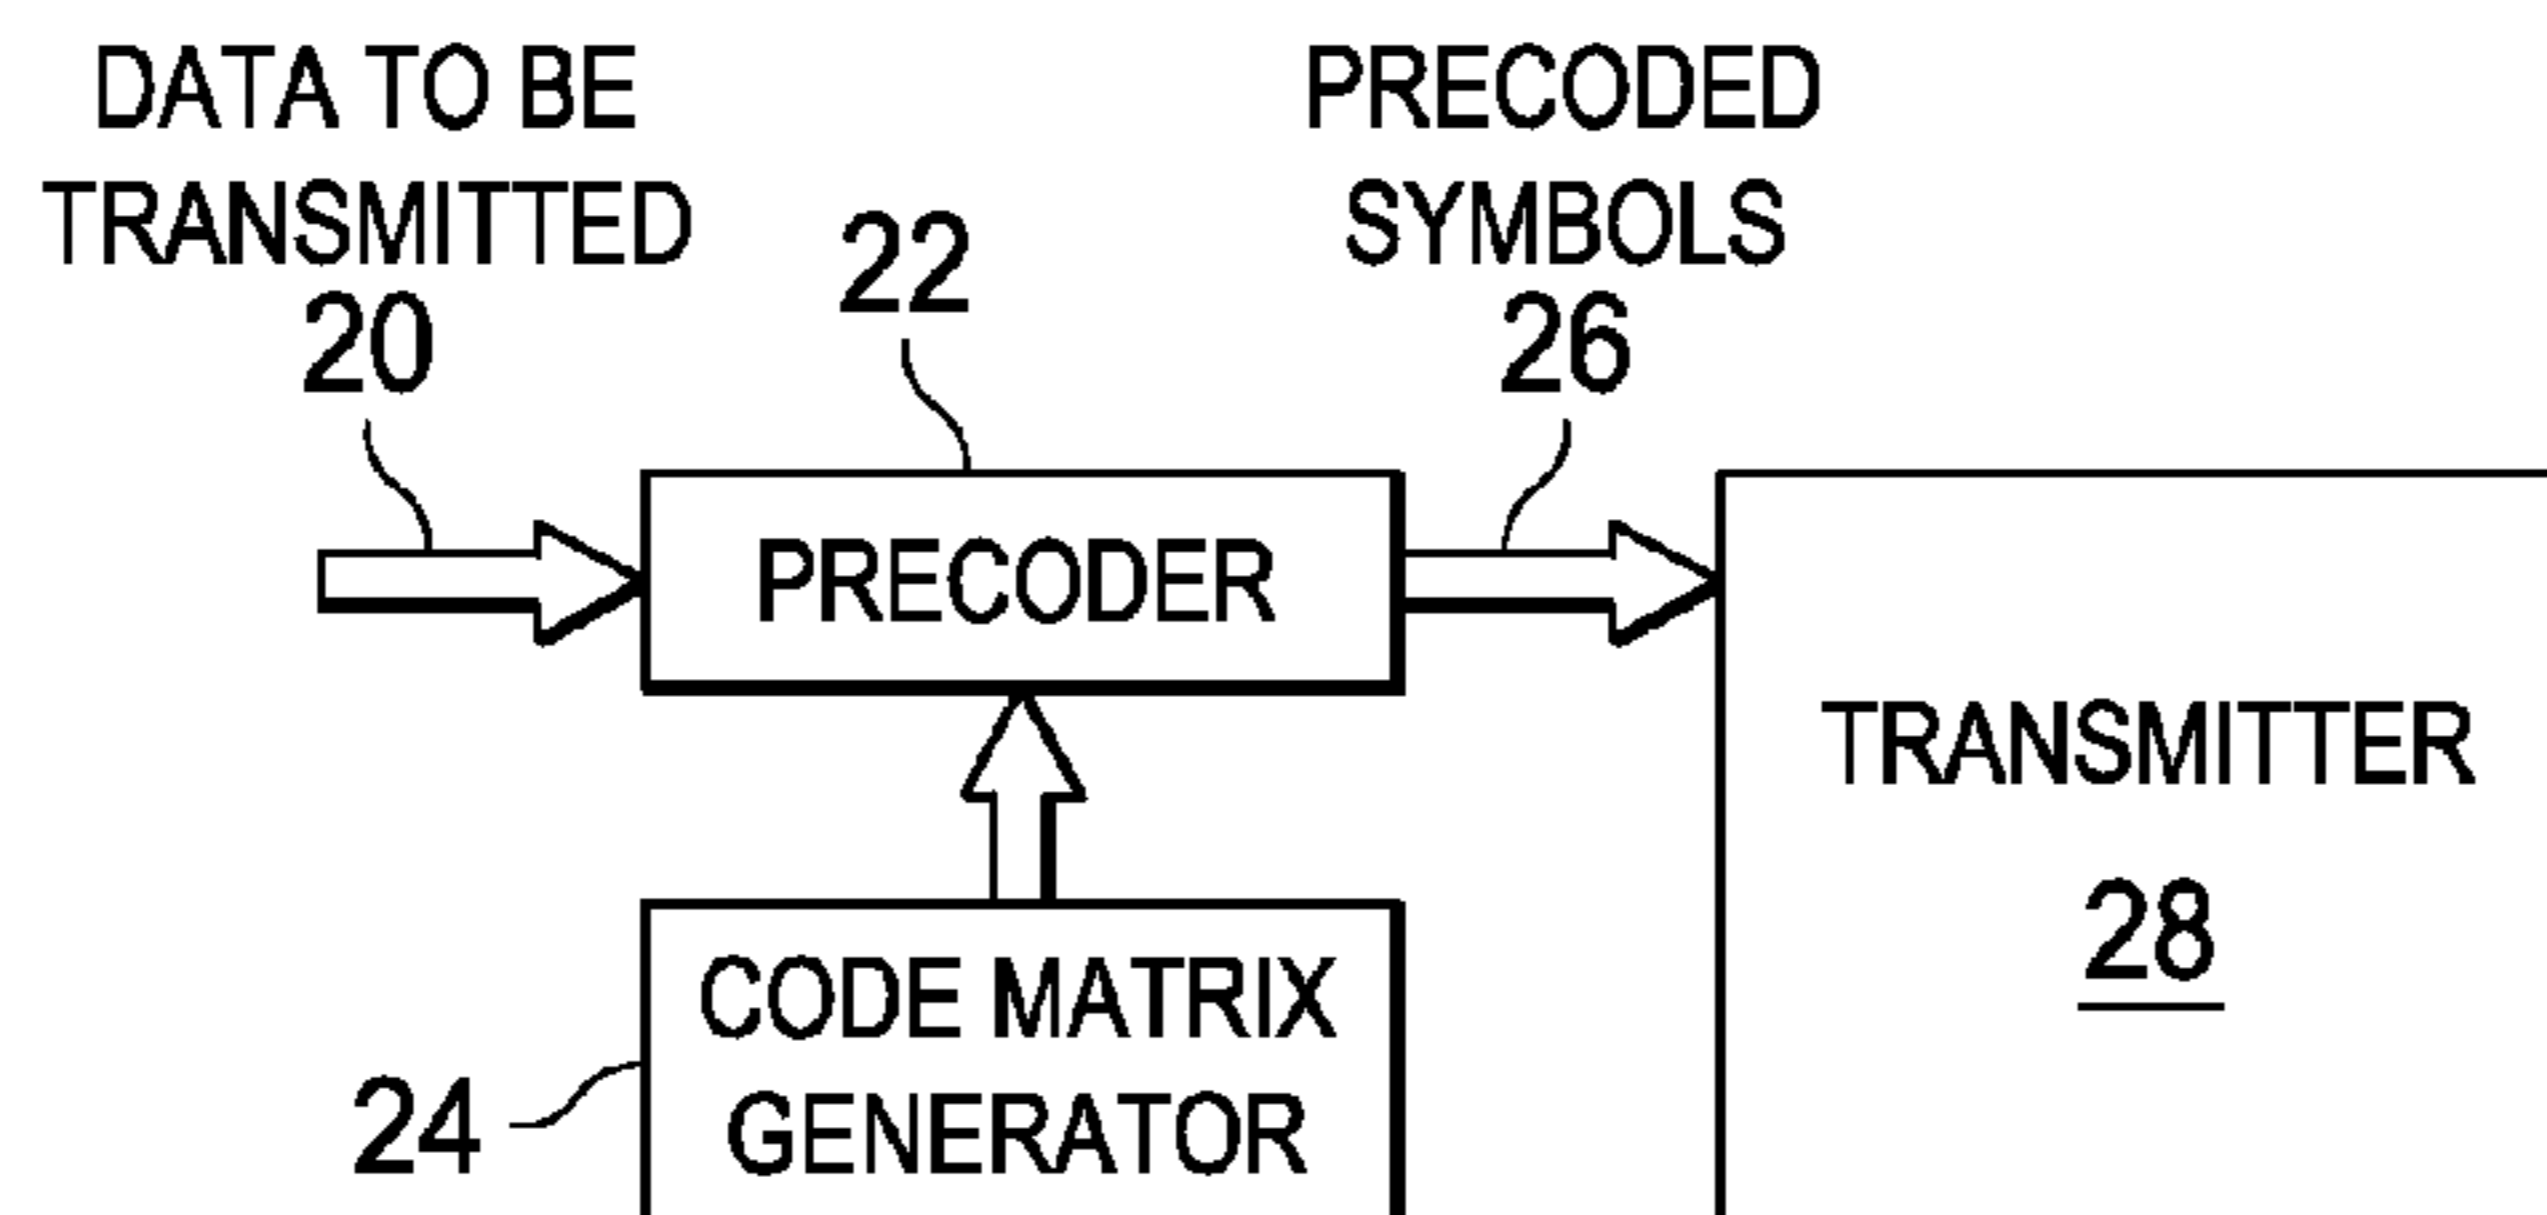 DATA TO BE
TRANSMITTED
20
22
PRECODED
SYMBOLS
26
PRECODER
TRANSMITTER
28
CODE MATRIX
GENERATOR
24